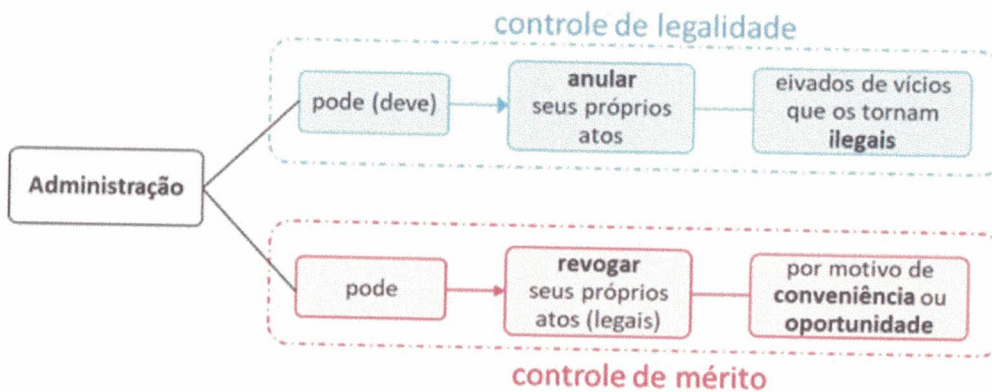 controle de legalidade
pode (deve)
anular
seus próprios
atos
eivados de vícios
que os tornam
ilegais
Administração
pode
revogar
seus próprios
atos (legais)
por motivo de
conveniência ou
oportunidade
controle de mérito